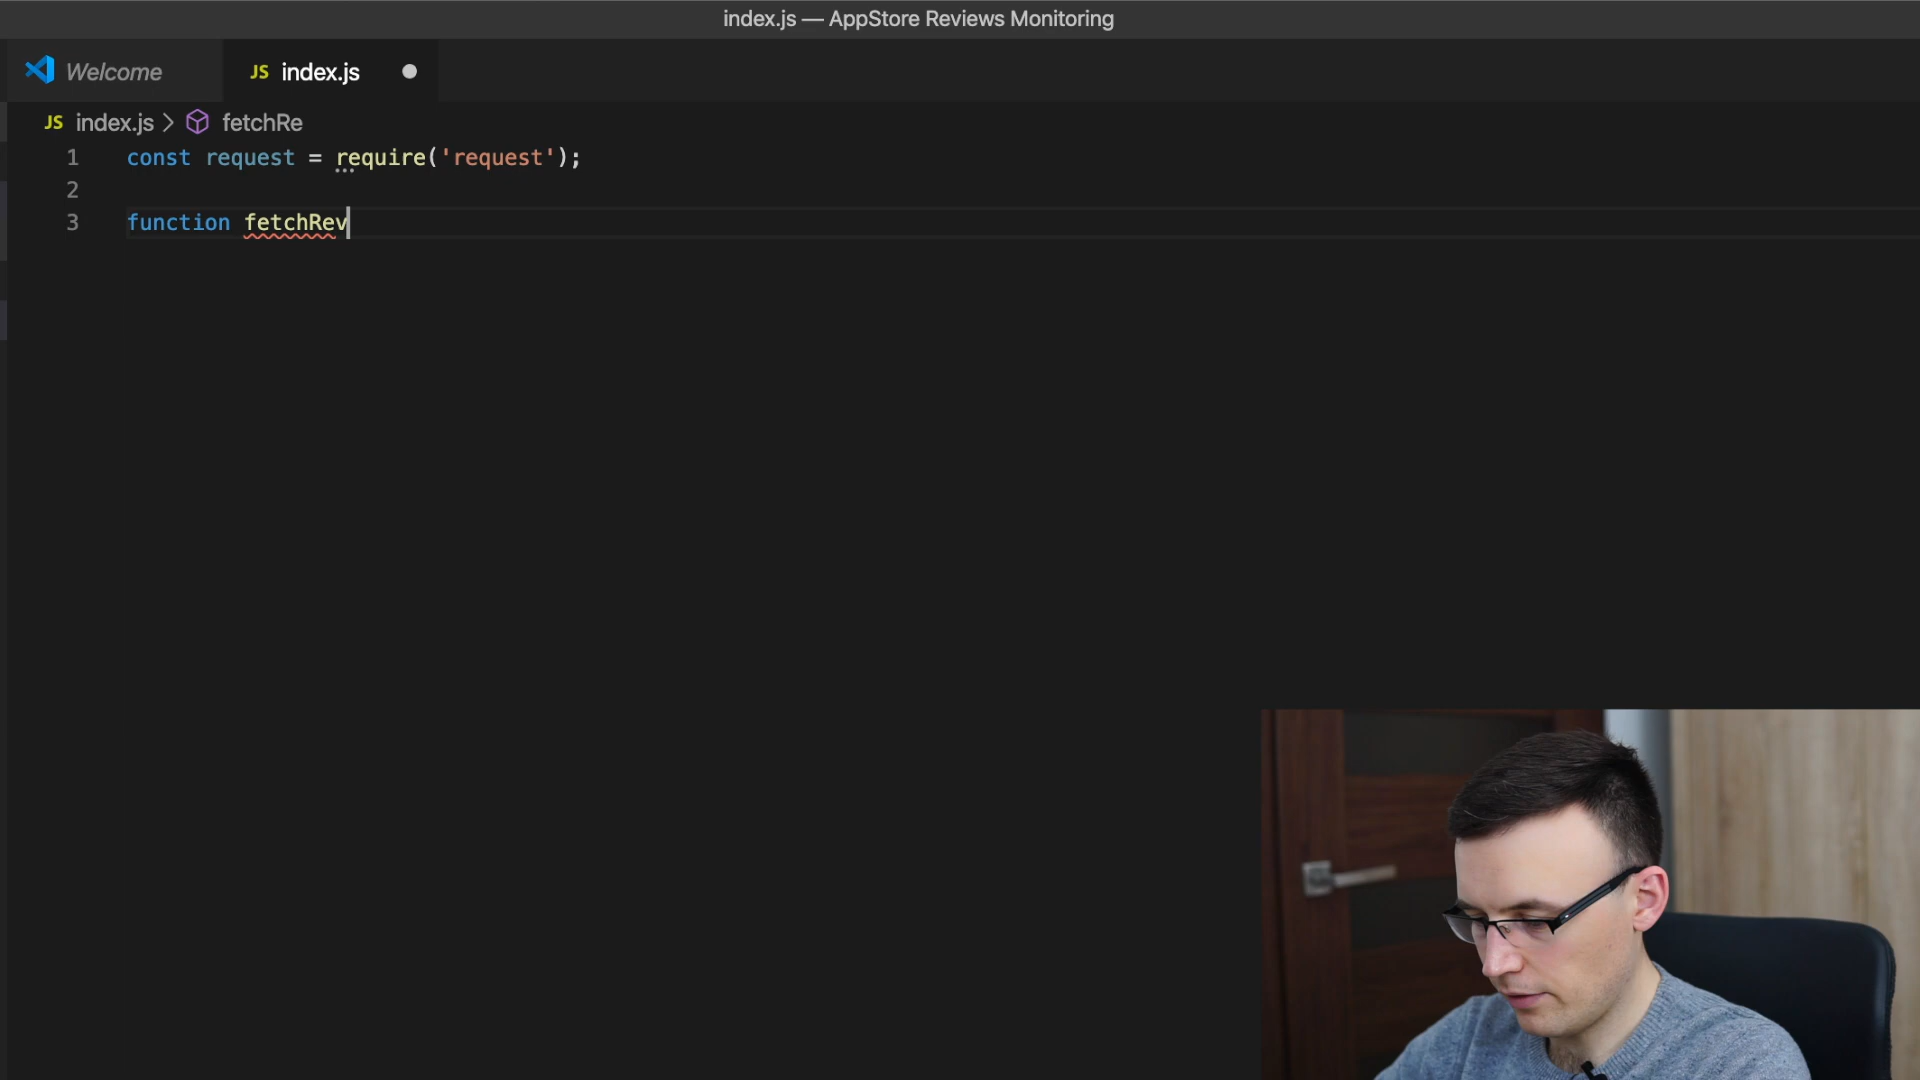 index.js — AppStore Reviews Monitoring
Welcome
JS index.js
JS index.js > fetchRe
1 const request = require('request');
2
3 function fetchRev